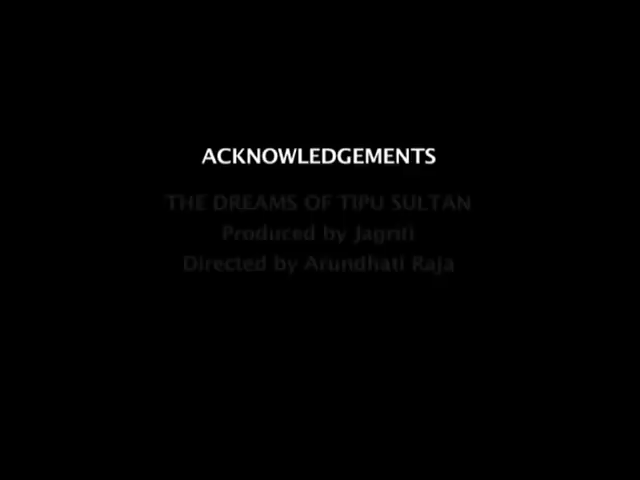 ACKNOWLEDGEMENTS
THE DREAMS OF TIPU SULTAN
Produced by Jagriti
Directed by Arundhati Raja